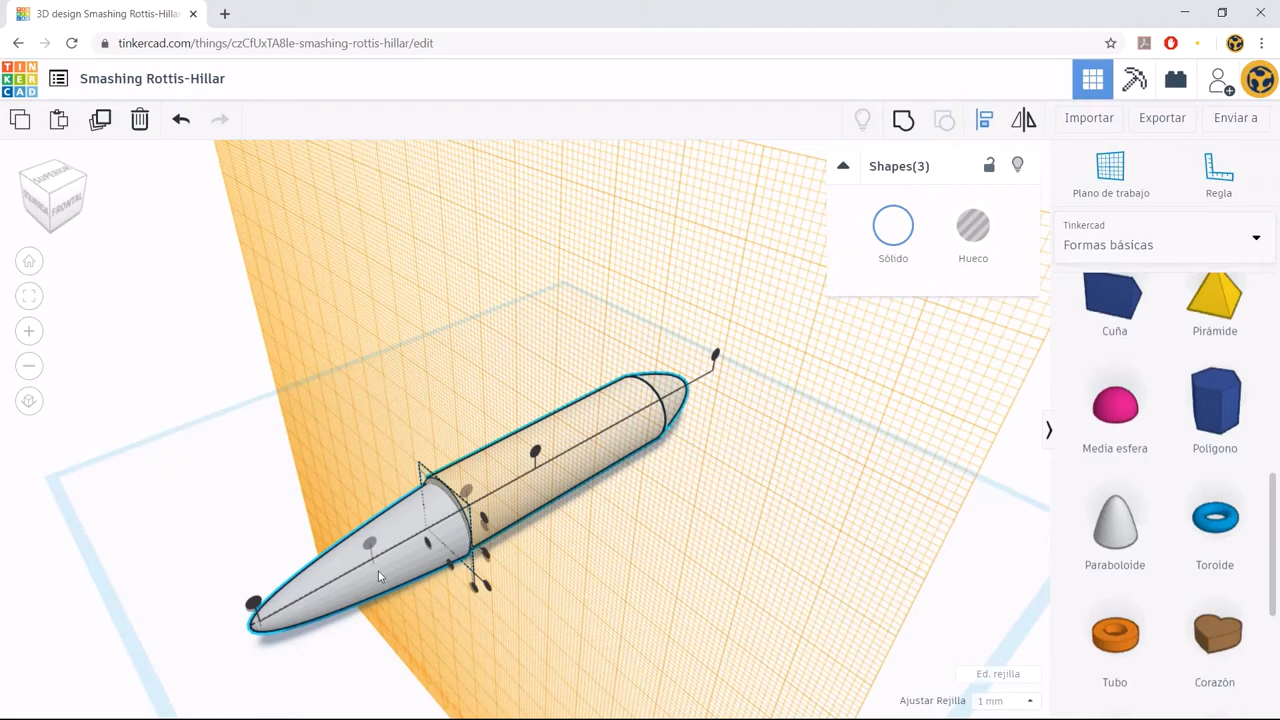 3D design Smashing Rottis-Hillar
tinkercad.com/things/czCfUxTA8le-smashing-rottis-hillar/edit
TIN
KER
CAD
Smashing Rottis-Hillar
Importar
Exportar
Enviar a
Shapes(3)
Sólido
Hueco
Plano de trabajo
Regla
Tinkercad
Formas básicas
Cuña
Pirámide
Media esfera
Polígono
Paraboloide
Toroide
Tubo
Corazón
SUPERIOR
FRONTAL
Ed. rejilla
Ajustar Rejilla
1 mm